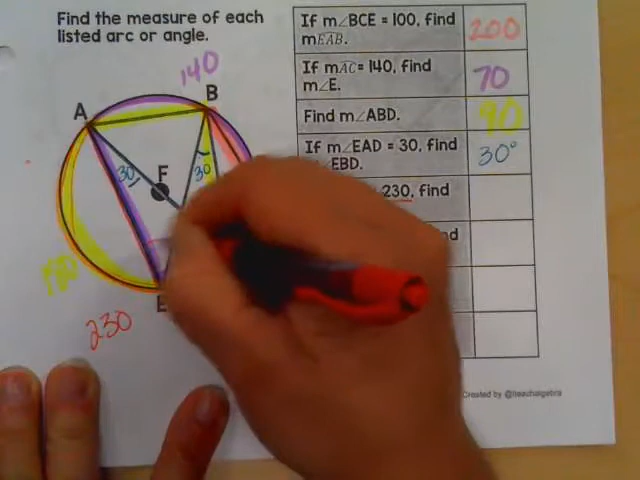 Find the measure of each
listed arc or angle.
If m∠BCE = 100, find
mEAB.
200
If mAC = 140, find
m∠E.
70
Find m∠ABD.
90
If m∠EAD = 30, find
∠EBD.
30°
230, find
nd
140
B
A
F
30
30
180
230
E
Created by @iteachalgebra